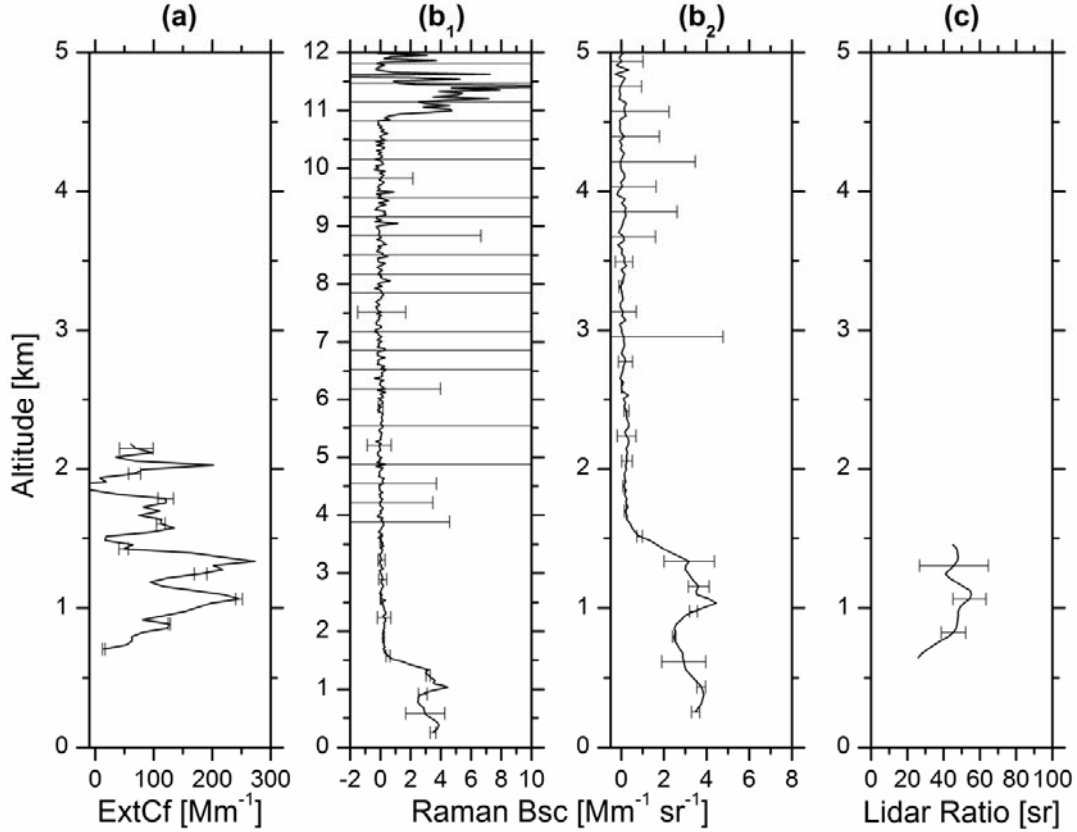 (a) (b₁) (b₂) (c)
5 12 5 5
11
10
4 4 4
9
8
3 7 3 3
6
2 5 2 2
4
3
1 1 1
2
1
0 0 0 0
0 100 200 300 -2 0 2 4 6 8 10 0 2 4 6 8 0 20 40 60 80 100
Altitude [km]
ExtCf [Mm⁻¹] Raman Bsc [Mm⁻¹ sr⁻¹] Lidar Ratio [sr]